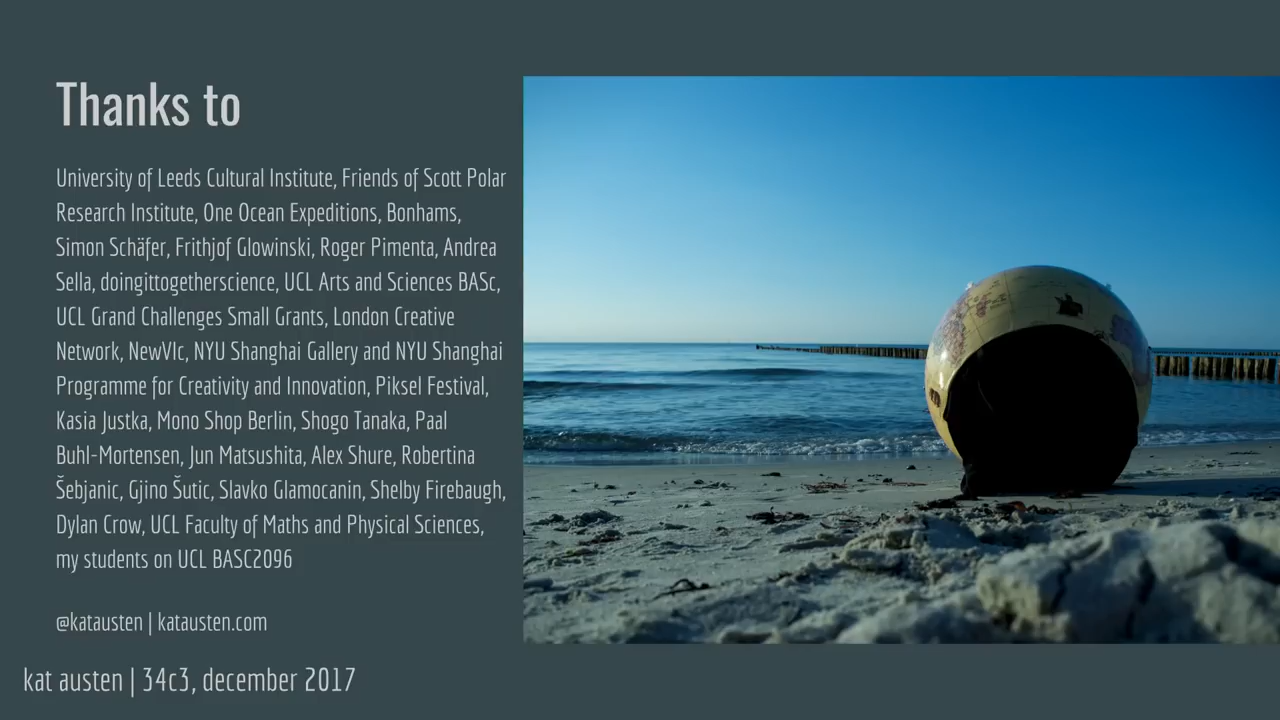 Thanks to
University of Leeds Cultural Institute, Friends of Scott Polar
Research Institute, One Ocean Expeditions, Bonhams,
Simon Schäfer, Frithjof Glowinski, Roger Pimenta, Andrea
Sella, doingittogetherscience, UCL Arts and Sciences BASc,
UCL Grand Challenges Small Grants, London Creative
Network, NewVIc, NYU Shanghai Gallery and NYU Shanghai
Programme for Creativity and Innovation, Piksel Festival,
Kasia Justka, Mono Shop Berlin, Shogo Tanaka, Paal
Buhl-Mortensen, Jun Matsushita, Alex Shure, Robertina
Šebjanic, Gjino Šutic, Slavko Glamocanin, Shelby Firebaugh,
Dylan Crow, UCL Faculty of Maths and Physical Sciences,
my students on UCL BASC2096
@katausten | katausten.com
kat austen | 34c3, december 2017